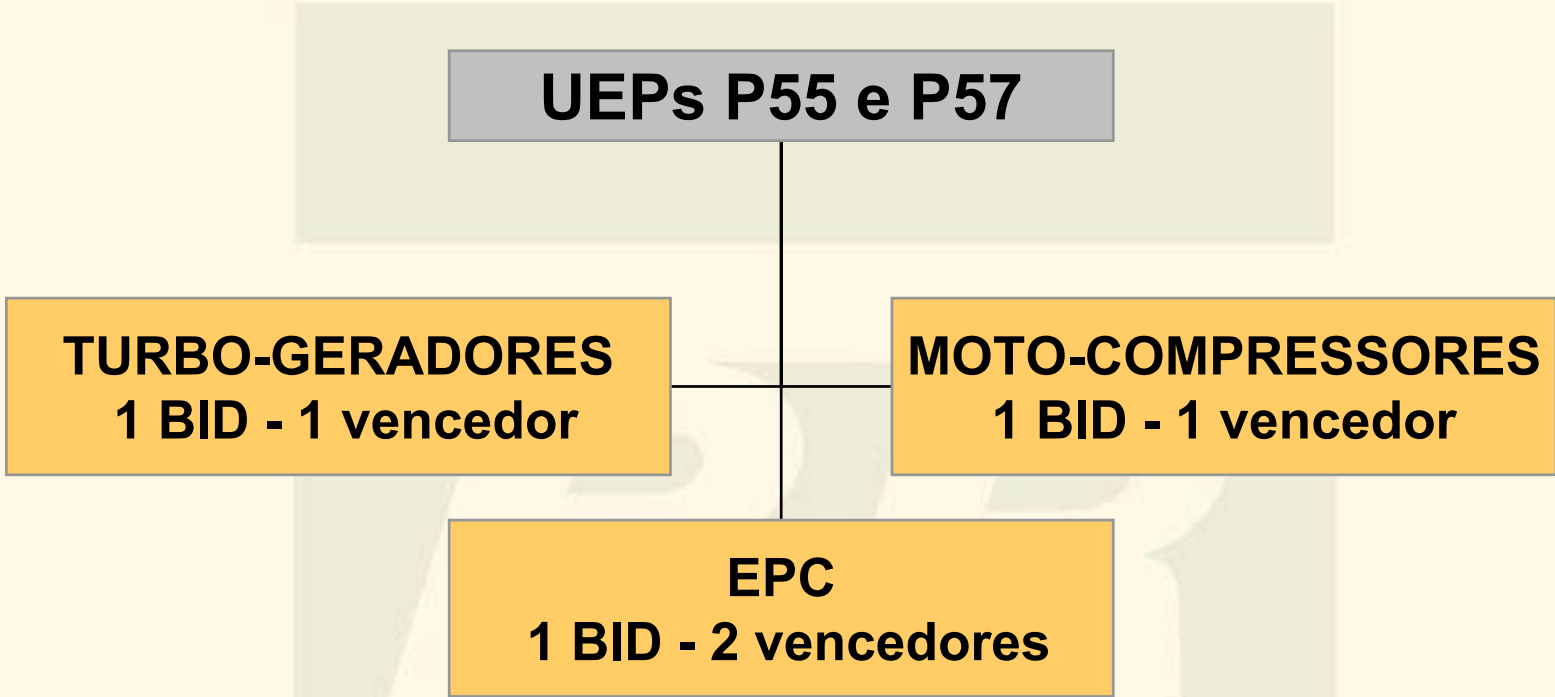 UEPs P55 e P57
TURBO-GERADORES
1 BID - 1 vencedor
MOTO-COMPRESSORES
1 BID - 1 vencedor
EPC
1 BID - 2 vencedores